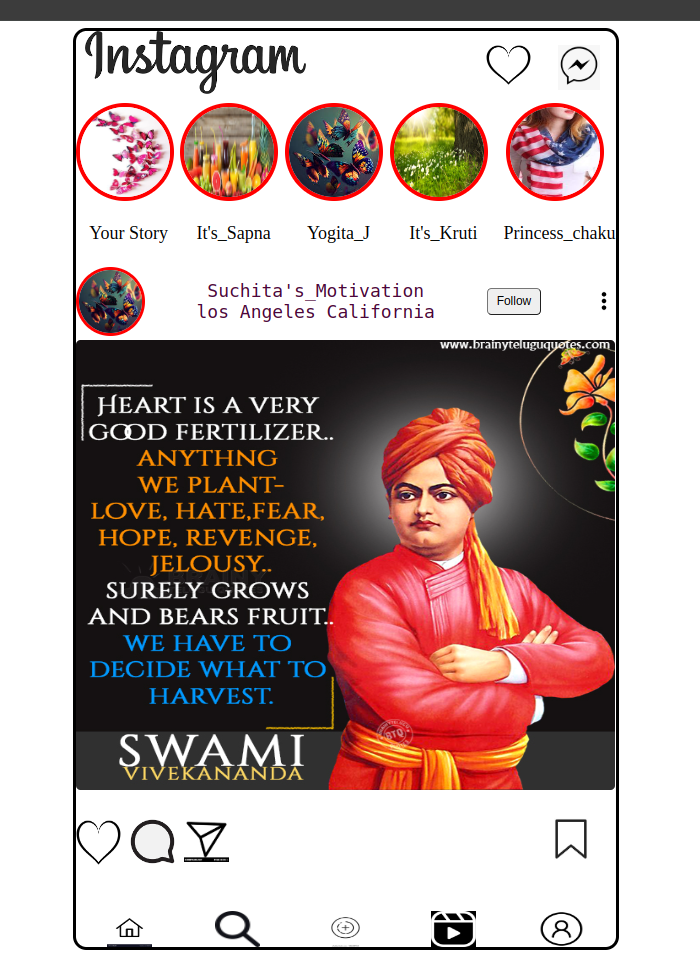 Instagram
Your Story It's_Sapna Yogita_J It's_Kruti Princess_chaku
Suchita's_Motivation
los Angeles California
Follow
www.brainyteluguquotes.com
HEART IS A VERY
GOOD FERTILIZER..
ANYTHNG
WE PLANT-
LOVE, HATE,FEAR,
HOPE, REVENGE,
JELOUSY..
SURELY GROWS
AND BEARS FRUIT..
WE HAVE TO
DECIDE WHAT TO
HARVEST.
BTQ
SWAMI
VIVEKANANDA